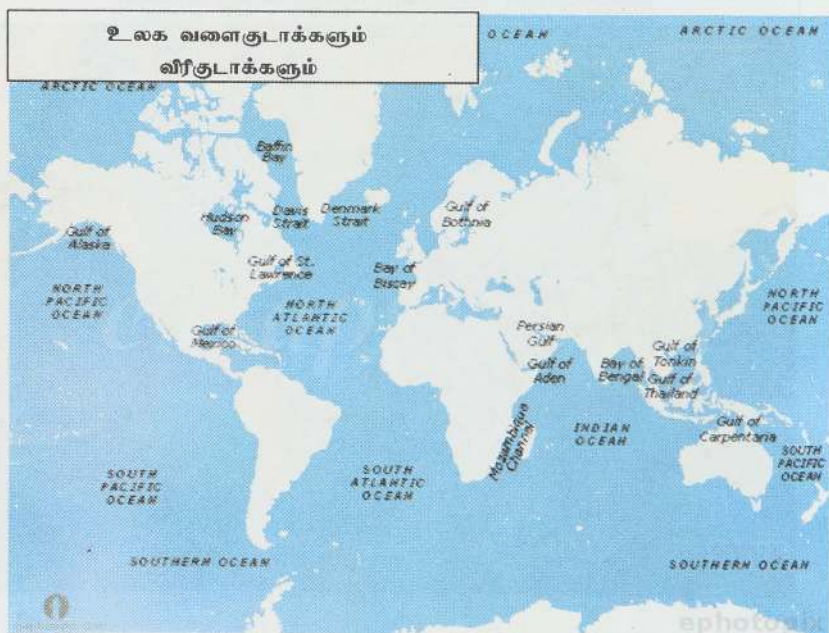 உலக வளைகுடாக்களும்
விரிகுடாக்களும்
OCEAN
ARCTIC OCEAN
ARCTIC OCEAN
Baffin
Bay
Hudson
Bay
Davis
Strait
Denmark
Strait
Gulf of
Bothnia
Gulf of
Alaska
Gulf of St.
Lawrence
Bay of
Biscay
NORTH
PACIFIC
OCEAN
NORTH
ATLANTIC
OCEAN
NORTH
PACIFIC
OCEAN
Gulf of
Mexico
Persian
Gulf
Gulf of
Aden
Bay of
Bengal
Gulf of
Tonkin
Gulf of
Thailand
Mozambique
Channel
INDIAN
OCEAN
Gulf of
Carpentaria
SOUTH
PACIFIC
OCEAN
SOUTH
ATLANTIC
OCEAN
SOUTH
PACIFIC
OCEAN
SOUTHERN OCEAN
SOUTHERN OCEAN
ephotopix